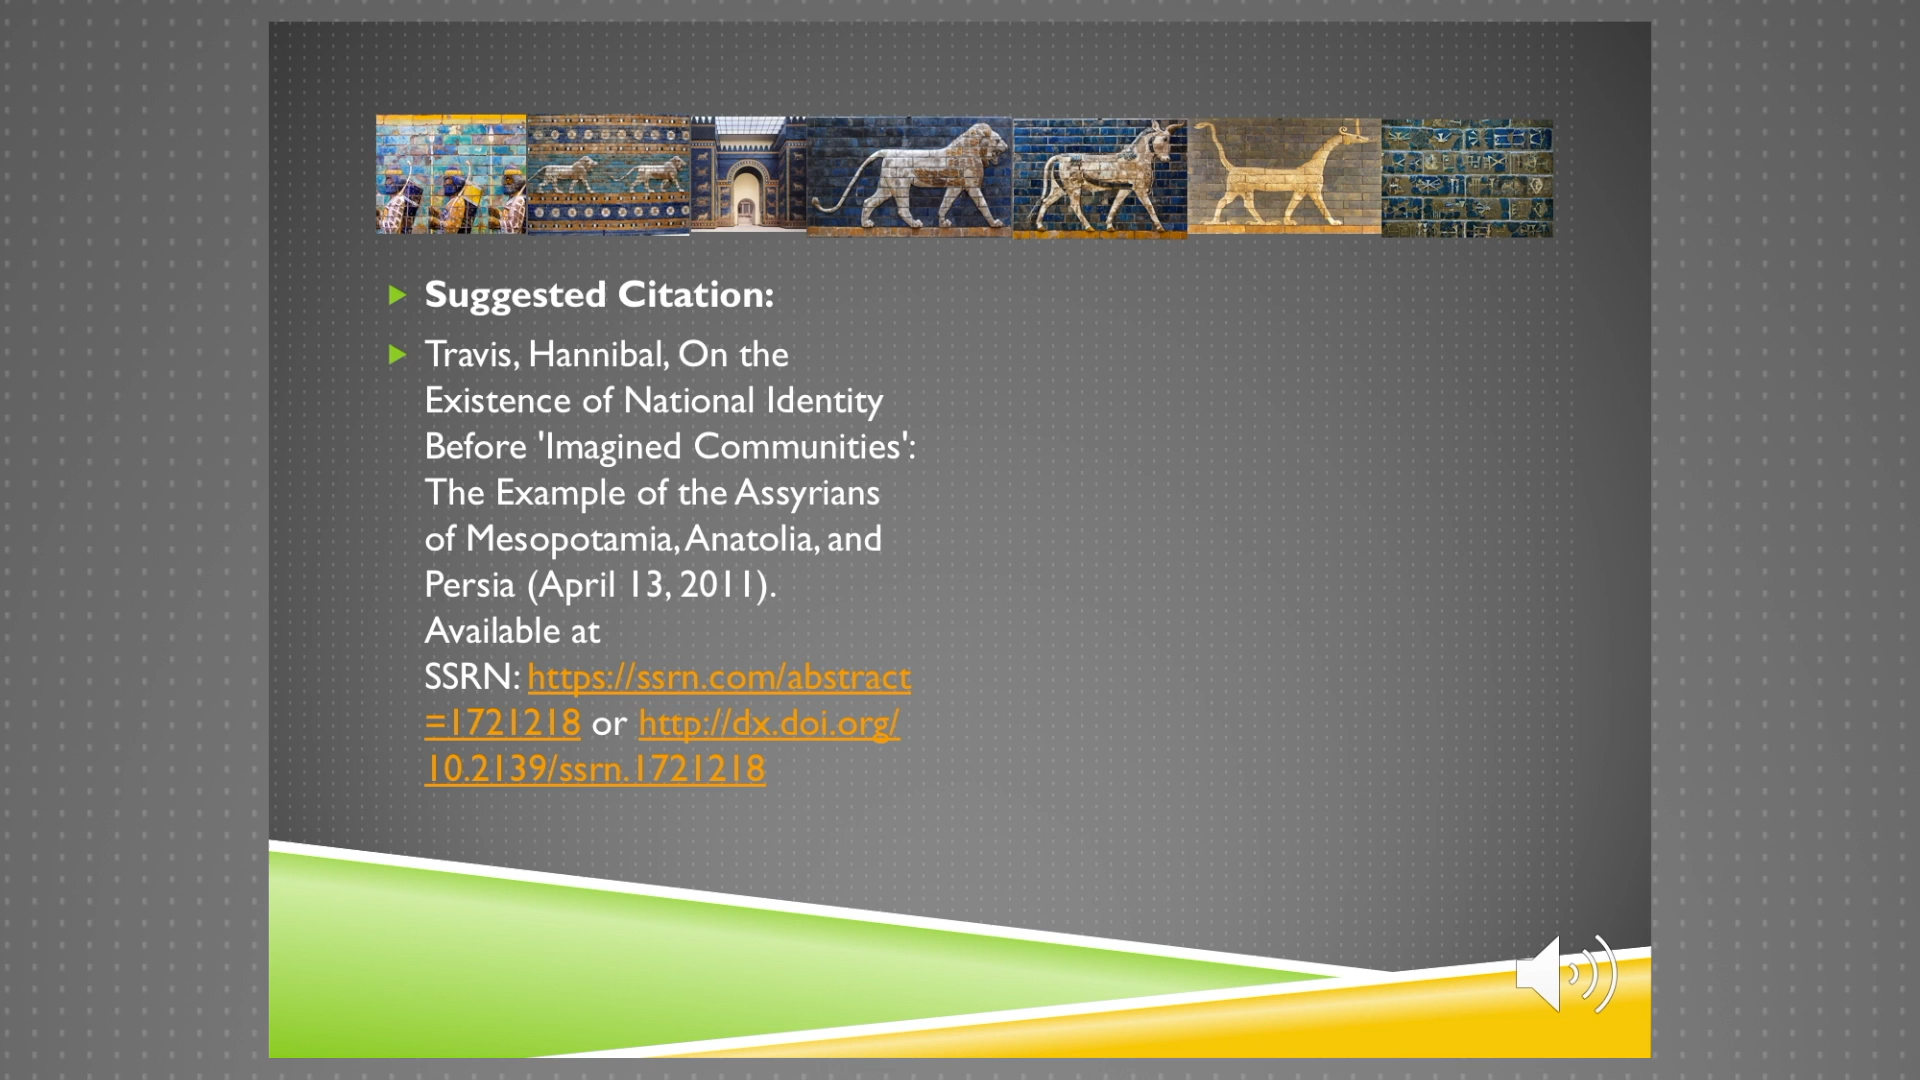 Suggested Citation:
Travis, Hannibal, On the
Existence of National Identity
Before 'Imagined Communities':
The Example of the Assyrians
of Mesopotamia, Anatolia, and
Persia (April 13, 2011).
Available at
SSRN: https://ssrn.com/abstract
=1721218 or http://dx.doi.org/
10.2139/ssrn.1721218